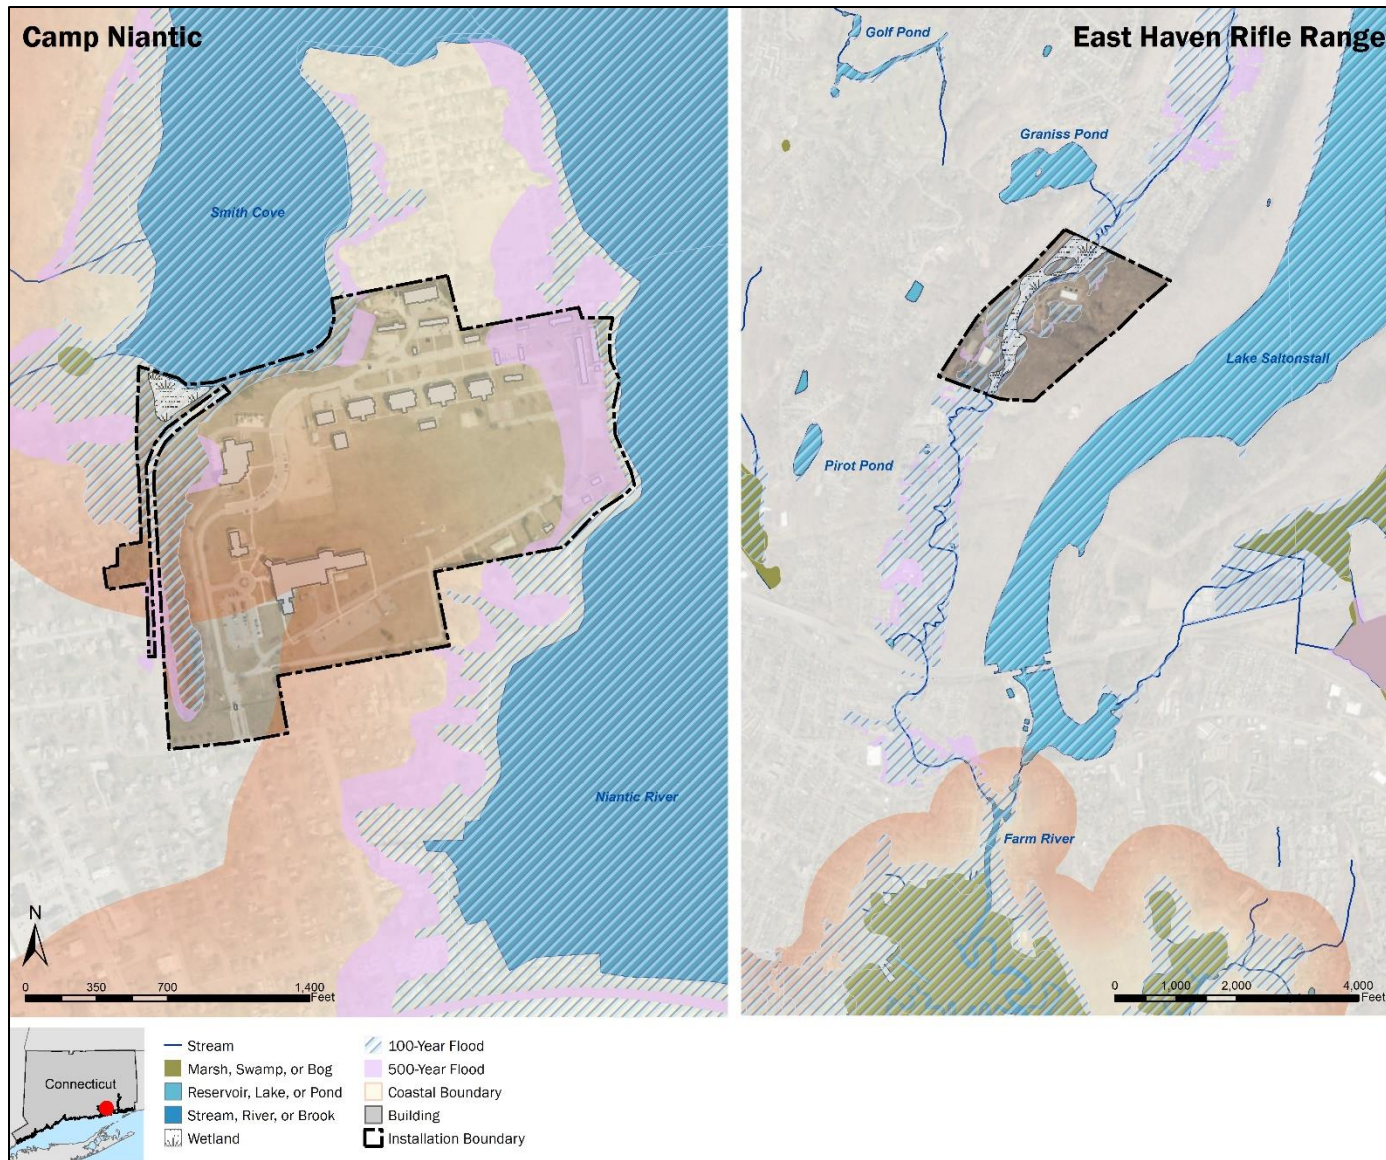 Camp Niantic
Smith Cove
Niantic River
N
0 350 700 1,400
Feet
East Haven Rifle Range
Golf Pond
Graniss Pond
Lake Saltonstall
Pirot Pond
Farm River
0 1,000 2,000 4,000
Feet
Connecticut
Stream
Marsh, Swamp, or Bog
Reservoir, Lake, or Pond
Stream, River, or Brook
Wetland
100-Year Flood
500-Year Flood
Coastal Boundary
Building
Installation Boundary